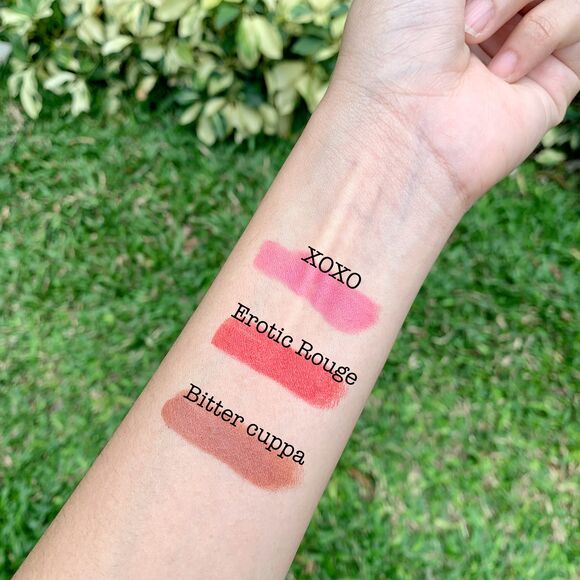 XOXO
Erotic Rouge
Bitter cuppa